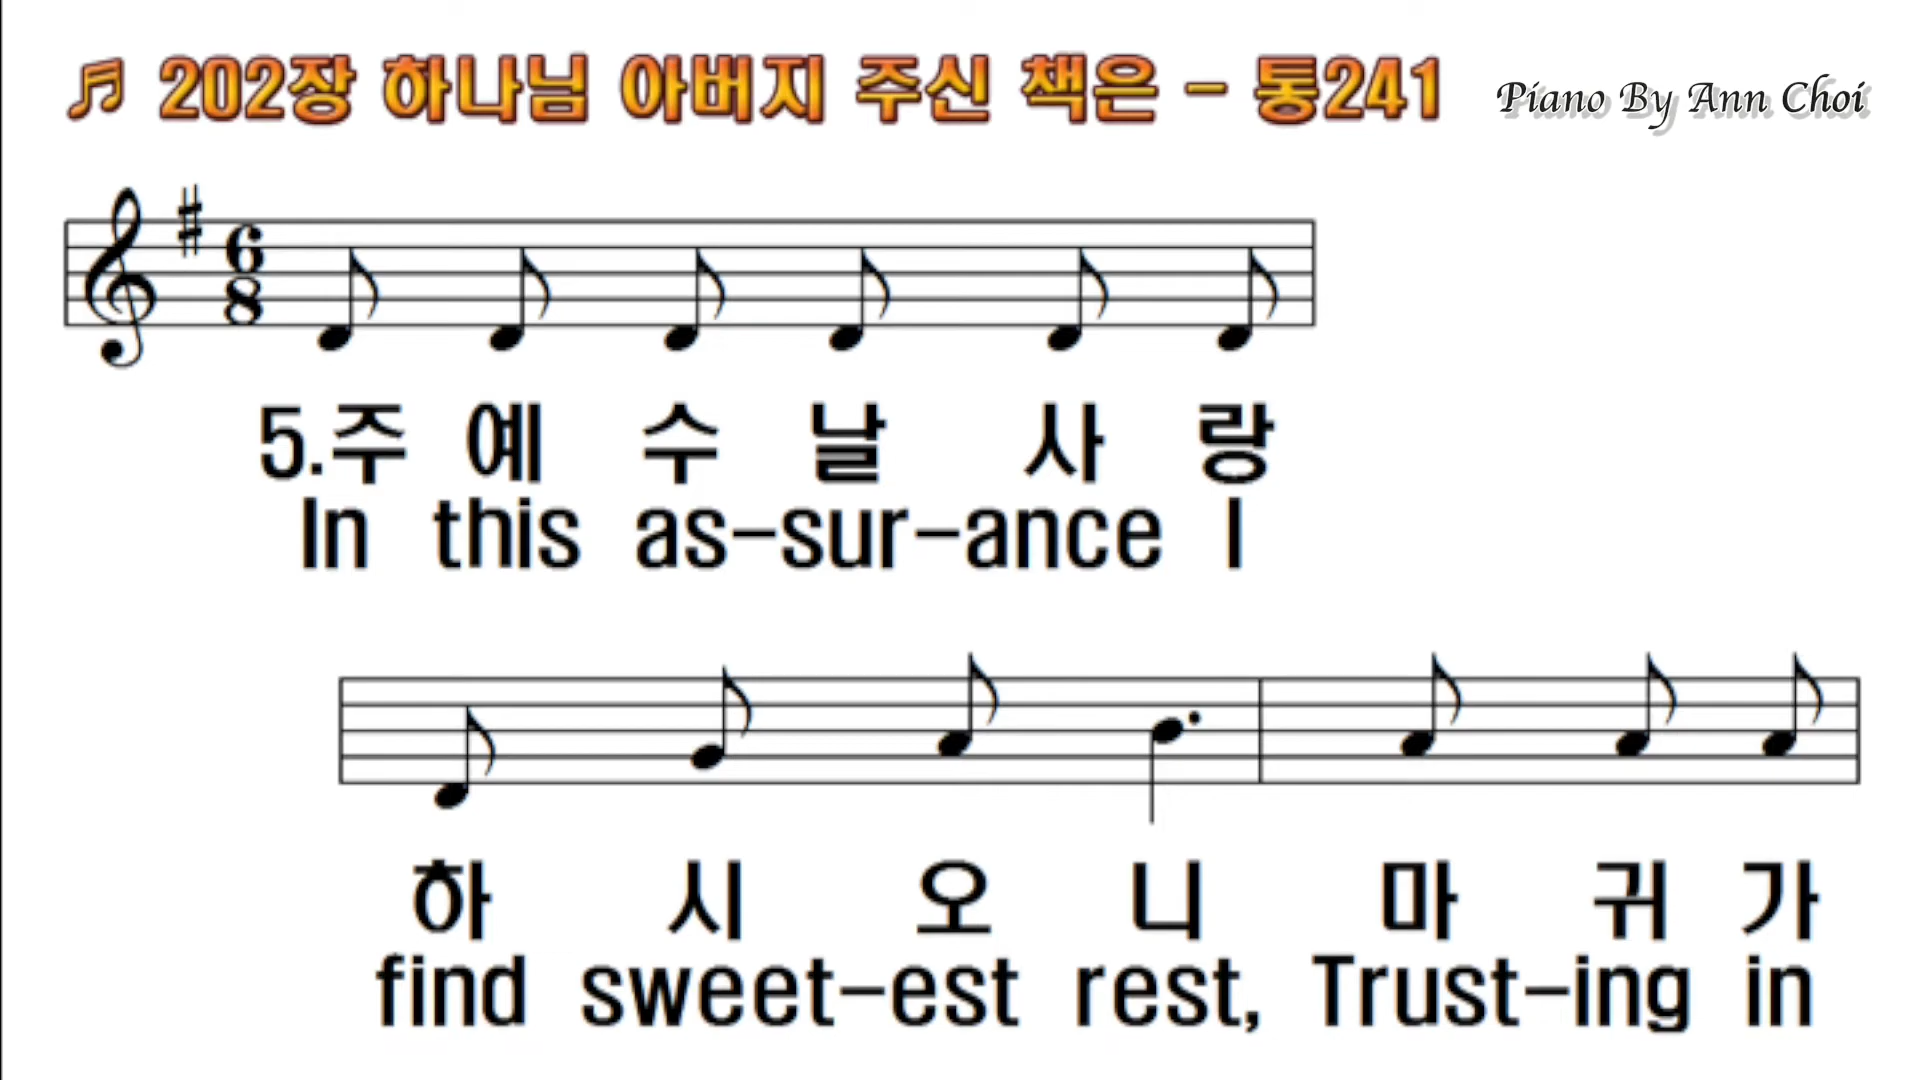 ♬ 202장 하나님 아버지 주신 책은 - 통241
Piano By Ann Choi
6
8
5.주 예 수 날 사 랑
In this as-sur-ance I
하 시 오 니 마 귀 가
find sweet-est rest, Trust-ing in